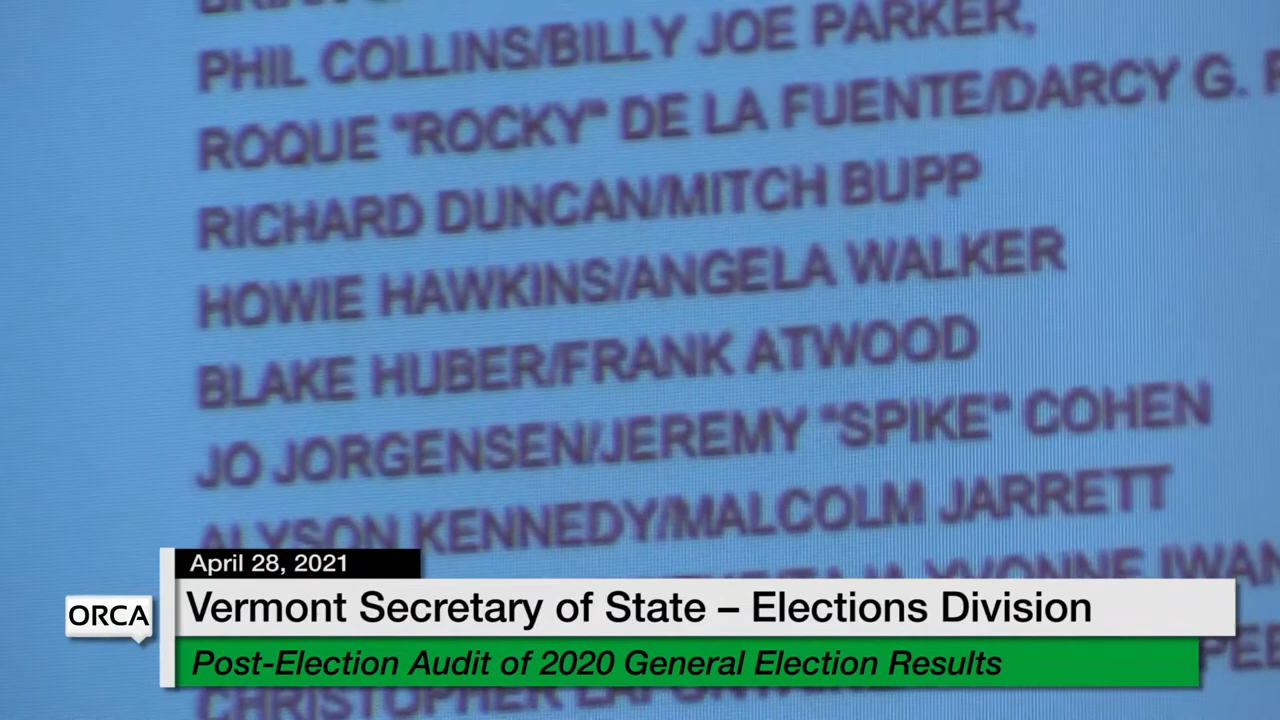 PHIL COLLINS/BILLY JOE PARKER,
ROQUE "ROCKY" DE LA FUENTE/DARCY G.
RICHARD DUNCAN/MITCH BUPP
HOWIE HAWKINS/ANGELA WALKER
BLAKE HUBER/FRANK ATWOOD
JO JORGENSEN/JEREMY "SPIKE" COHEN
ALYSON KENNEDY/MALCOLM JARRETT
YVONNE
April 28, 2021
ORCA
Vermont Secretary of State – Elections Division
Post-Election Audit of 2020 General Election Results
CHRISTOPHER